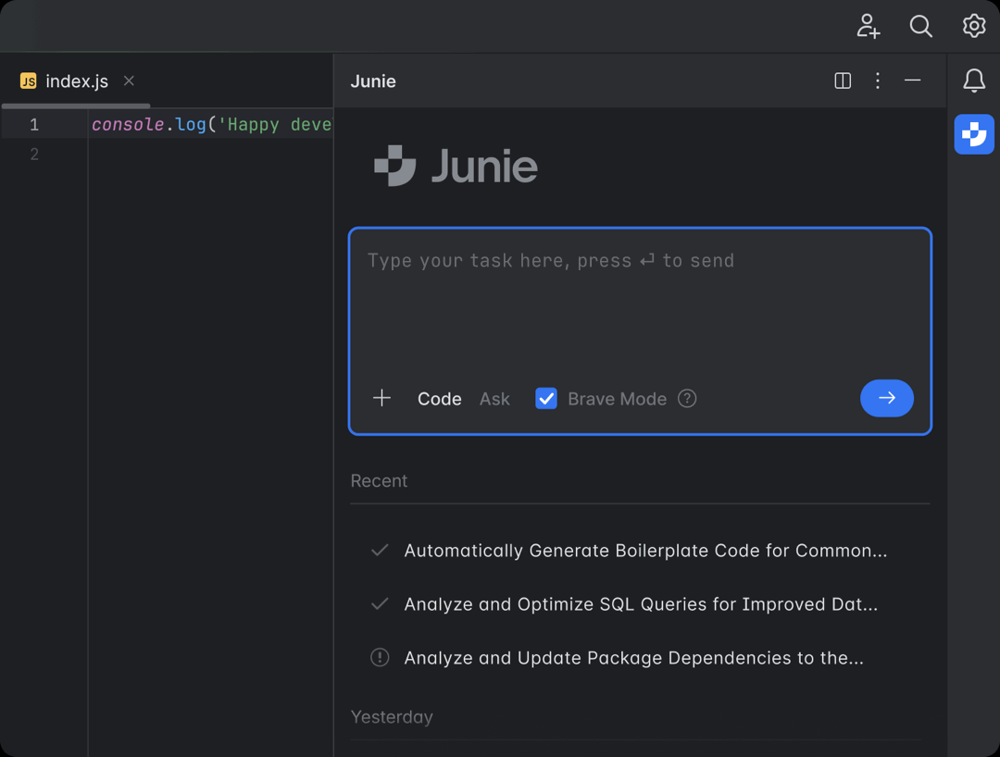 JS index.js
Junie
1 console.log('Happy deve
2
Junie
Type your task here, press ⏎ to send
Code Ask Brave Mode ?
Recent
Automatically Generate Boilerplate Code for Common...
Analyze and Optimize SQL Queries for Improved Dat...
Analyze and Update Package Dependencies to the...
Yesterday